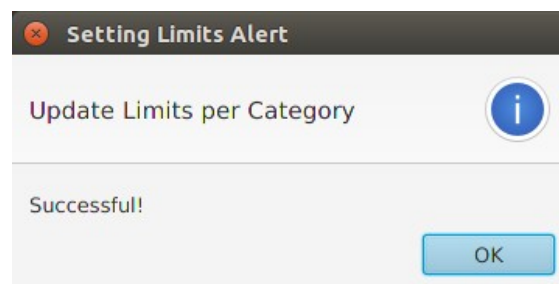 Setting Limits Alert
Update Limits per Category
i
Successful!
OK